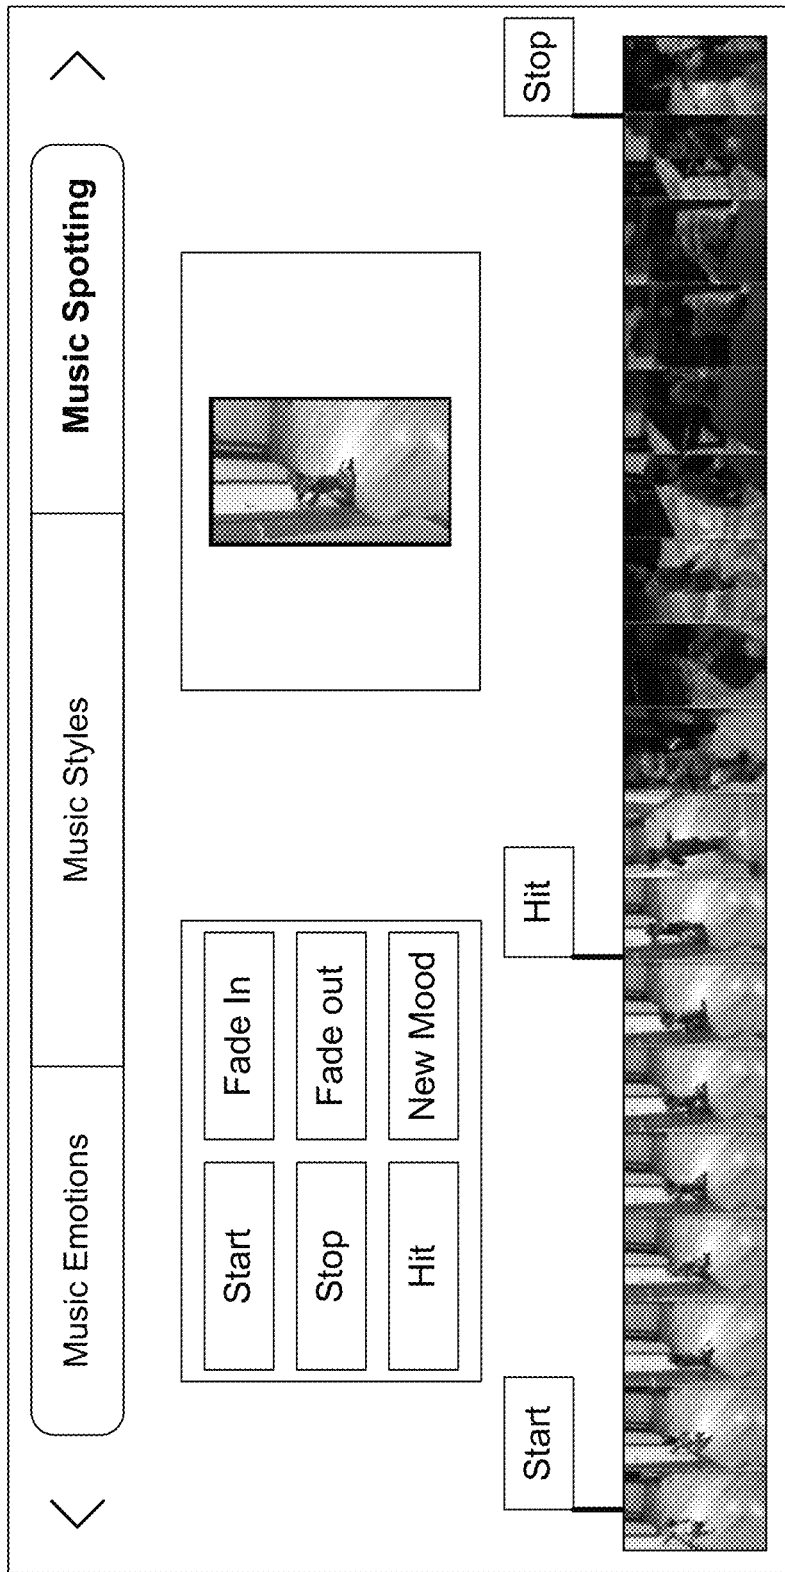 Music Emotions
Music Styles
Music Spotting
Start
Fade In
Stop
Fade out
Hit
New Mood
Start
Hit
Stop